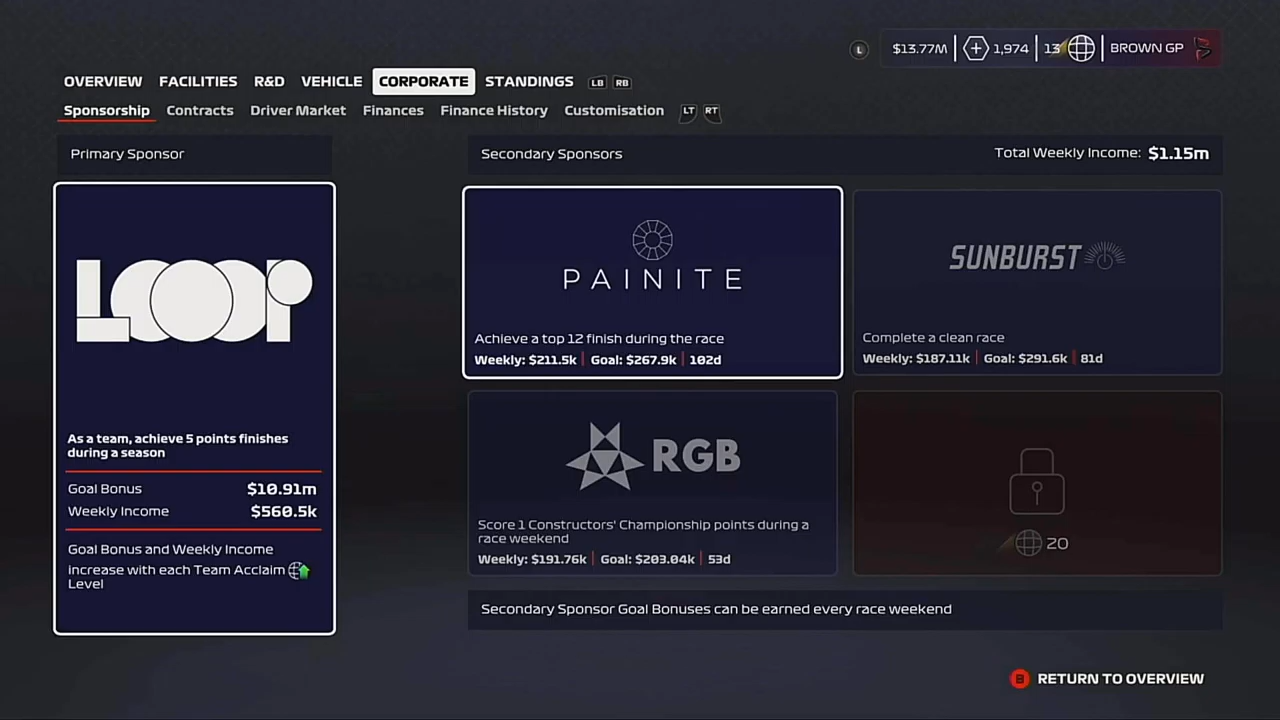 L
$13.77M
1,974
13
BROWN GP
OVERVIEW FACILITIES R&D VEHICLE CORPORATE STANDINGS LB RB
Sponsorship Contracts Driver Market Finances Finance History Customisation LT RT
Primary Sponsor
LOOP
As a team, achieve 5 points finishes
during a season
Goal Bonus $10.91m
Weekly Income $560.5k
Goal Bonus and Weekly Income
increase with each Team Acclaim
Level
Secondary Sponsors
Total Weekly Income: $1.15m
PAINITE
Achieve a top 12 finish during the race
Weekly: $211.5k Goal: $267.9k 102d
SUNBURST
Complete a clean race
Weekly: $187.11k Goal: $291.6k 81d
RGB
Score 1 Constructors' Championship points during a
race weekend
Weekly: $191.76k Goal: $203.04k 53d
20
Secondary Sponsor Goal Bonuses can be earned every race weekend
B RETURN TO OVERVIEW